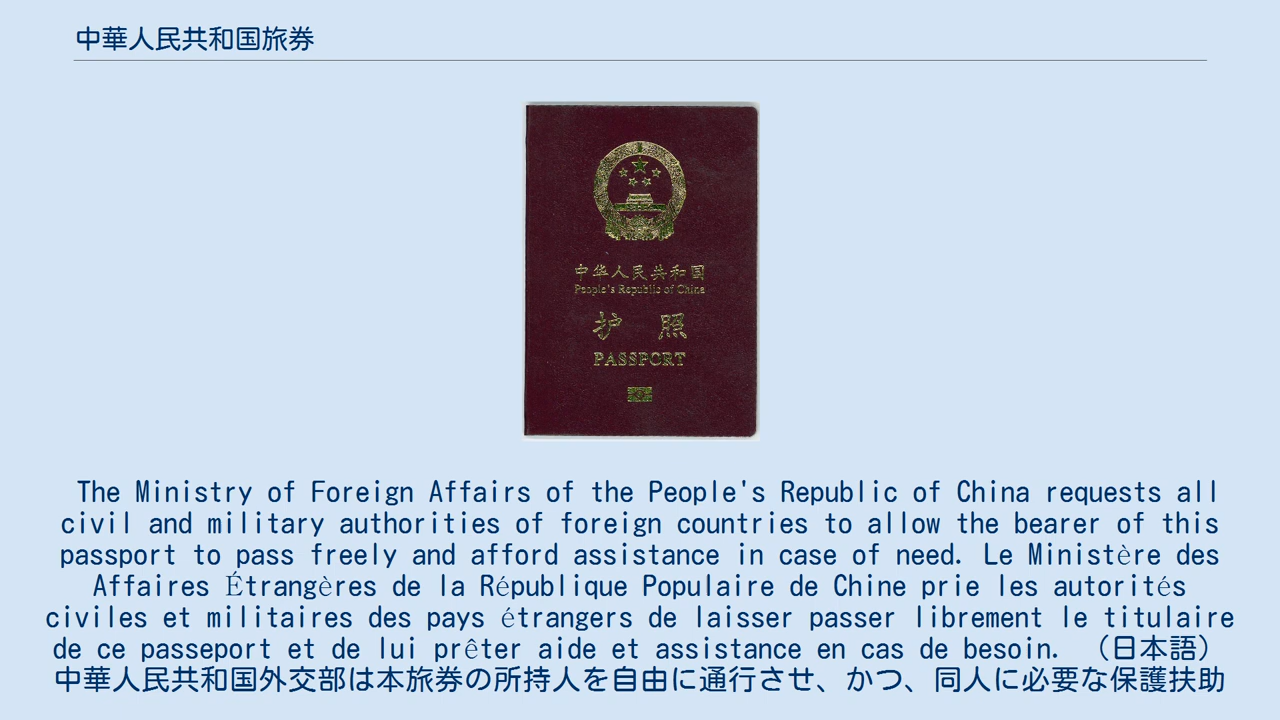 中華人民共和国旅券
中华人民共和国
People's Republic of China
护 照
PASSPORT
The Ministry of Foreign Affairs of the People's Republic of China requests all
civil and military authorities of foreign countries to allow the bearer of this
passport to pass freely and afford assistance in case of need. Le Ministère des
Affaires Étrangères de la République Populaire de Chine prie les autorités
civiles et militaires des pays étrangers de laisser passer librement le titulaire
de ce passeport et de lui prêter aide et assistance en cas de besoin. （日本語）
中華人民共和国外交部は本旅券の所持人を自由に通行させ、かつ、同人に必要な保護扶助